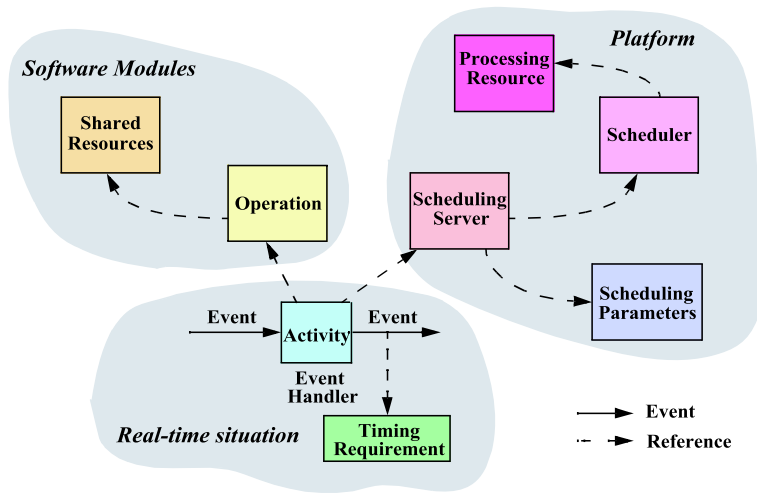 Software Modules
Shared
Resources
Operation
Platform
Processing
Resource
Scheduler
Scheduling
Server
Scheduling
Parameters
Event
Activity
Event
Event
Handler
Real-time situation
Timing
Requirement
Event
Reference